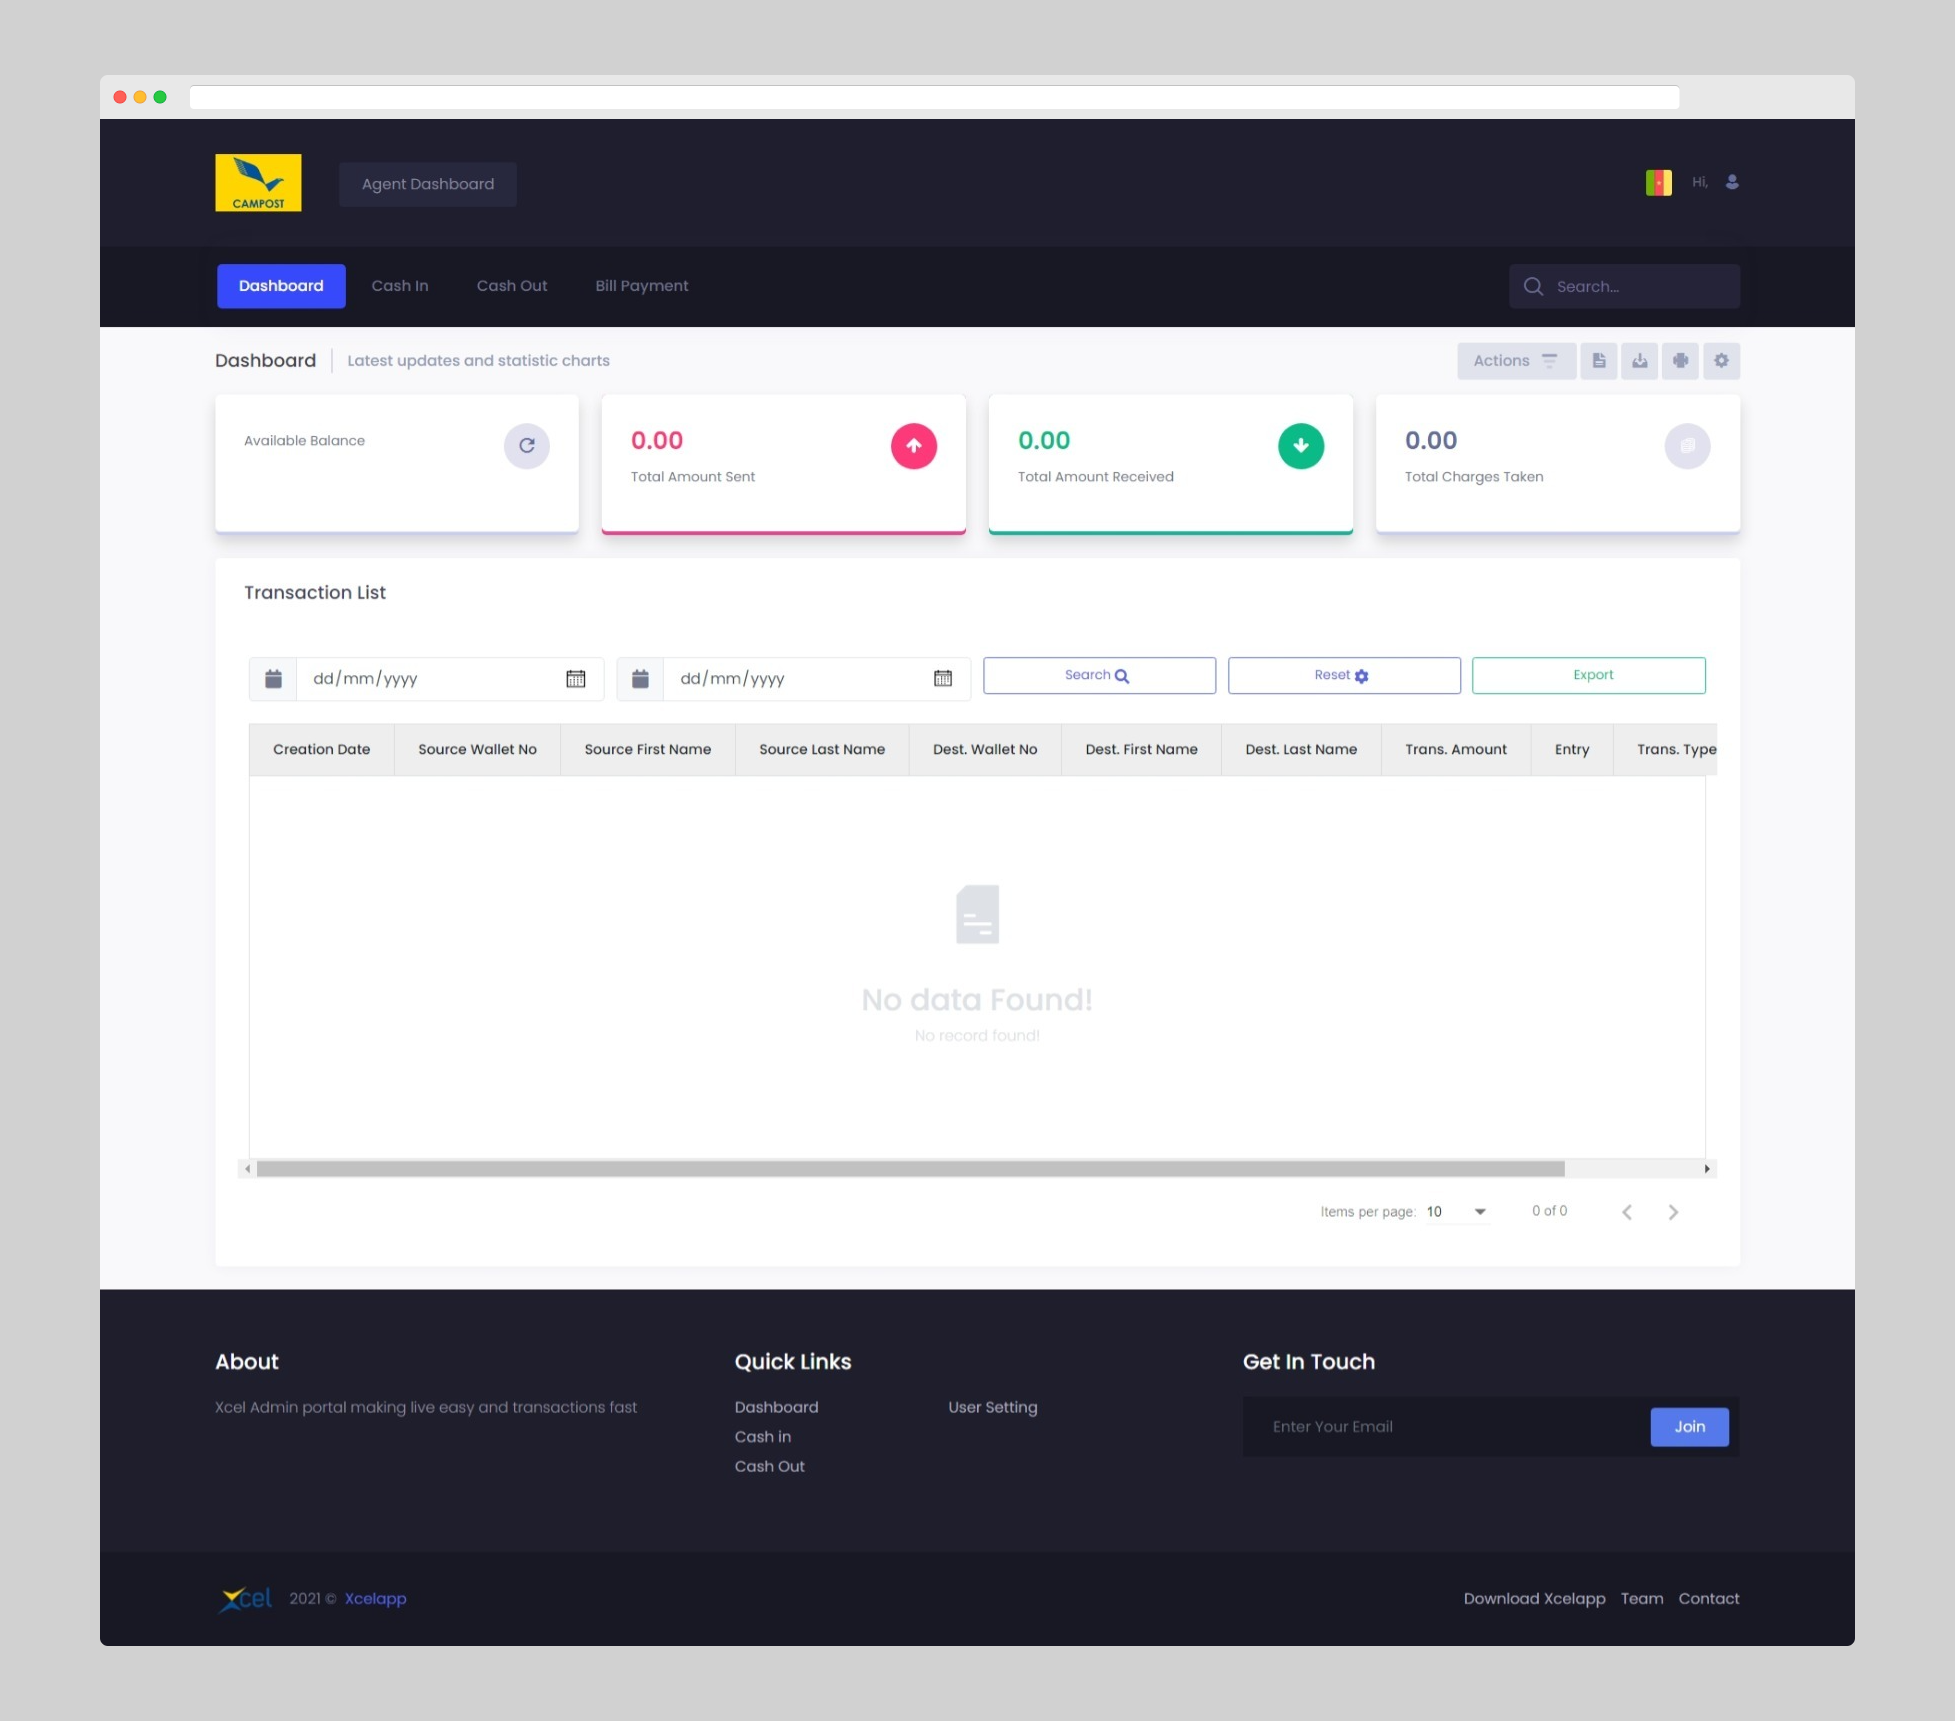 CAMPOST
Agent Dashboard
Hi,
Dashboard
Cash In
Cash Out
Bill Payment
Search...
Dashboard
Latest updates and statistic charts
Actions
Available Balance
0.00
Total Amount Sent
0.00
Total Amount Received
0.00
Total Charges Taken
Transaction List
dd/mm/yyyy
dd/mm/yyyy
Search
Reset
Export
Creation Date
Source Wallet No
Source First Name
Source Last Name
Dest. Wallet No
Dest. First Name
Dest. Last Name
Trans. Amount
Entry
Trans. Type
No data Found!
No record found!
Items per page: 10
0 of 0
About
Xcel Admin portal making live easy and transactions fast
Quick Links
Dashboard
User Setting
Cash in
Cash Out
Get In Touch
Enter Your Email
Join
Xcel
2021 © Xcelapp
Download Xcelapp
Team
Contact